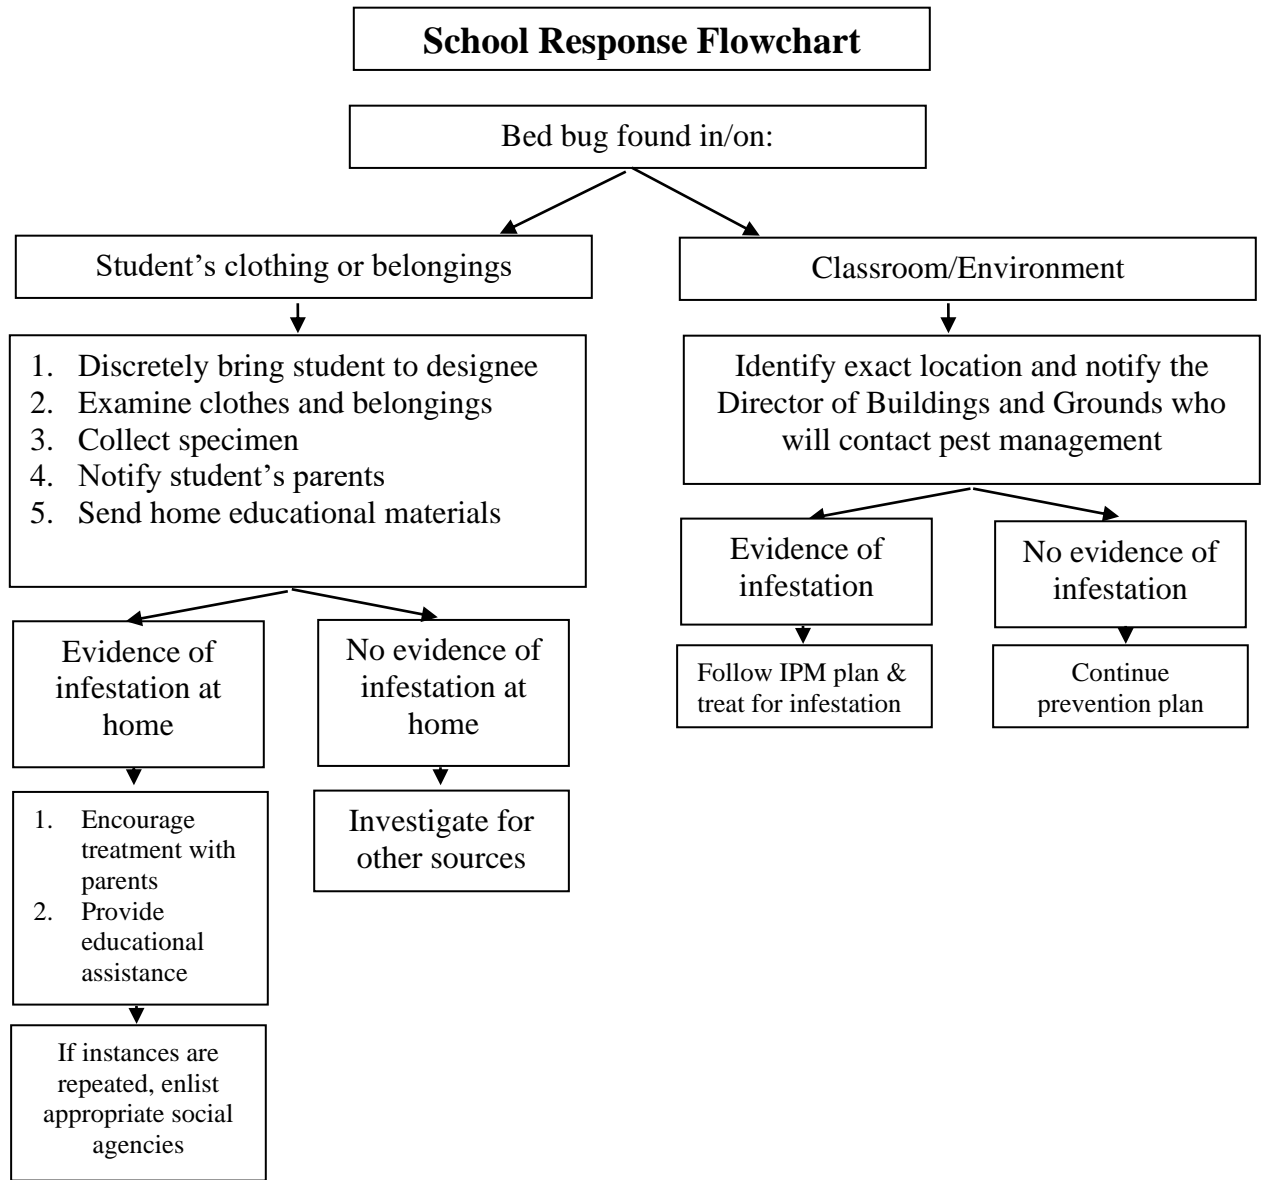 School Response Flowchart
Bed bug found in/on:
Student’s clothing or belongings
1. Discretely bring student to designee
2. Examine clothes and belongings
3. Collect specimen
4. Notify student’s parents
5. Send home educational materials
Evidence of
infestation at
home
1. Encourage
treatment with
parents
2. Provide
educational
assistance
If instances are
repeated, enlist
appropriate social
agencies
No evidence of
infestation at
home
Investigate for
other sources
Classroom/Environment
Identify exact location and notify the
Director of Buildings and Grounds who
will contact pest management
Evidence of
infestation
Follow IPM plan &
treat for infestation
No evidence of
infestation
Continue
prevention plan